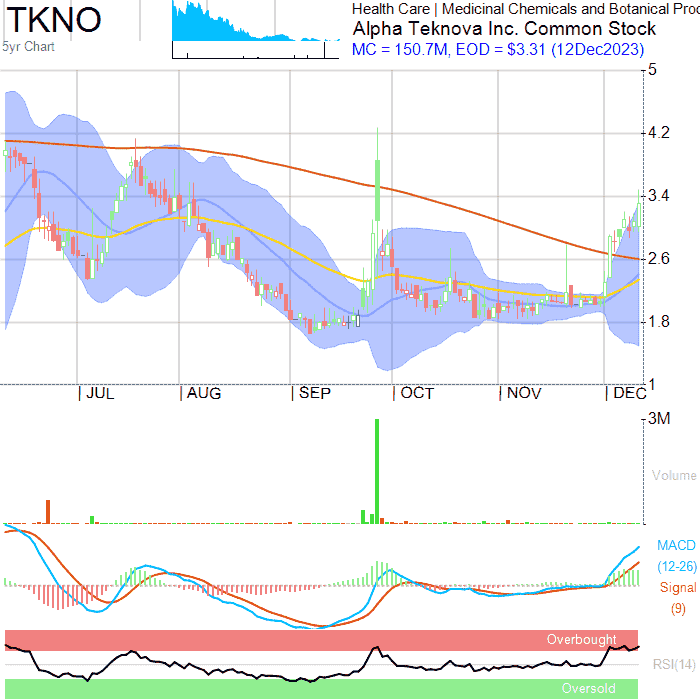 TKNO
5yr Chart
Health Care | Medicinal Chemicals and Botanical Proc
Alpha Teknova Inc. Common Stock
MC = 150.7M, EOD = $3.31 (12Dec2023)
5
4.2
3.4
2.6
1.8
1
| JUL | AUG | SEP | OCT | NOV | DEC
3M
Volume
MACD
(12-26)
Signal
(9)
Overbought
RSI(14)
Oversold